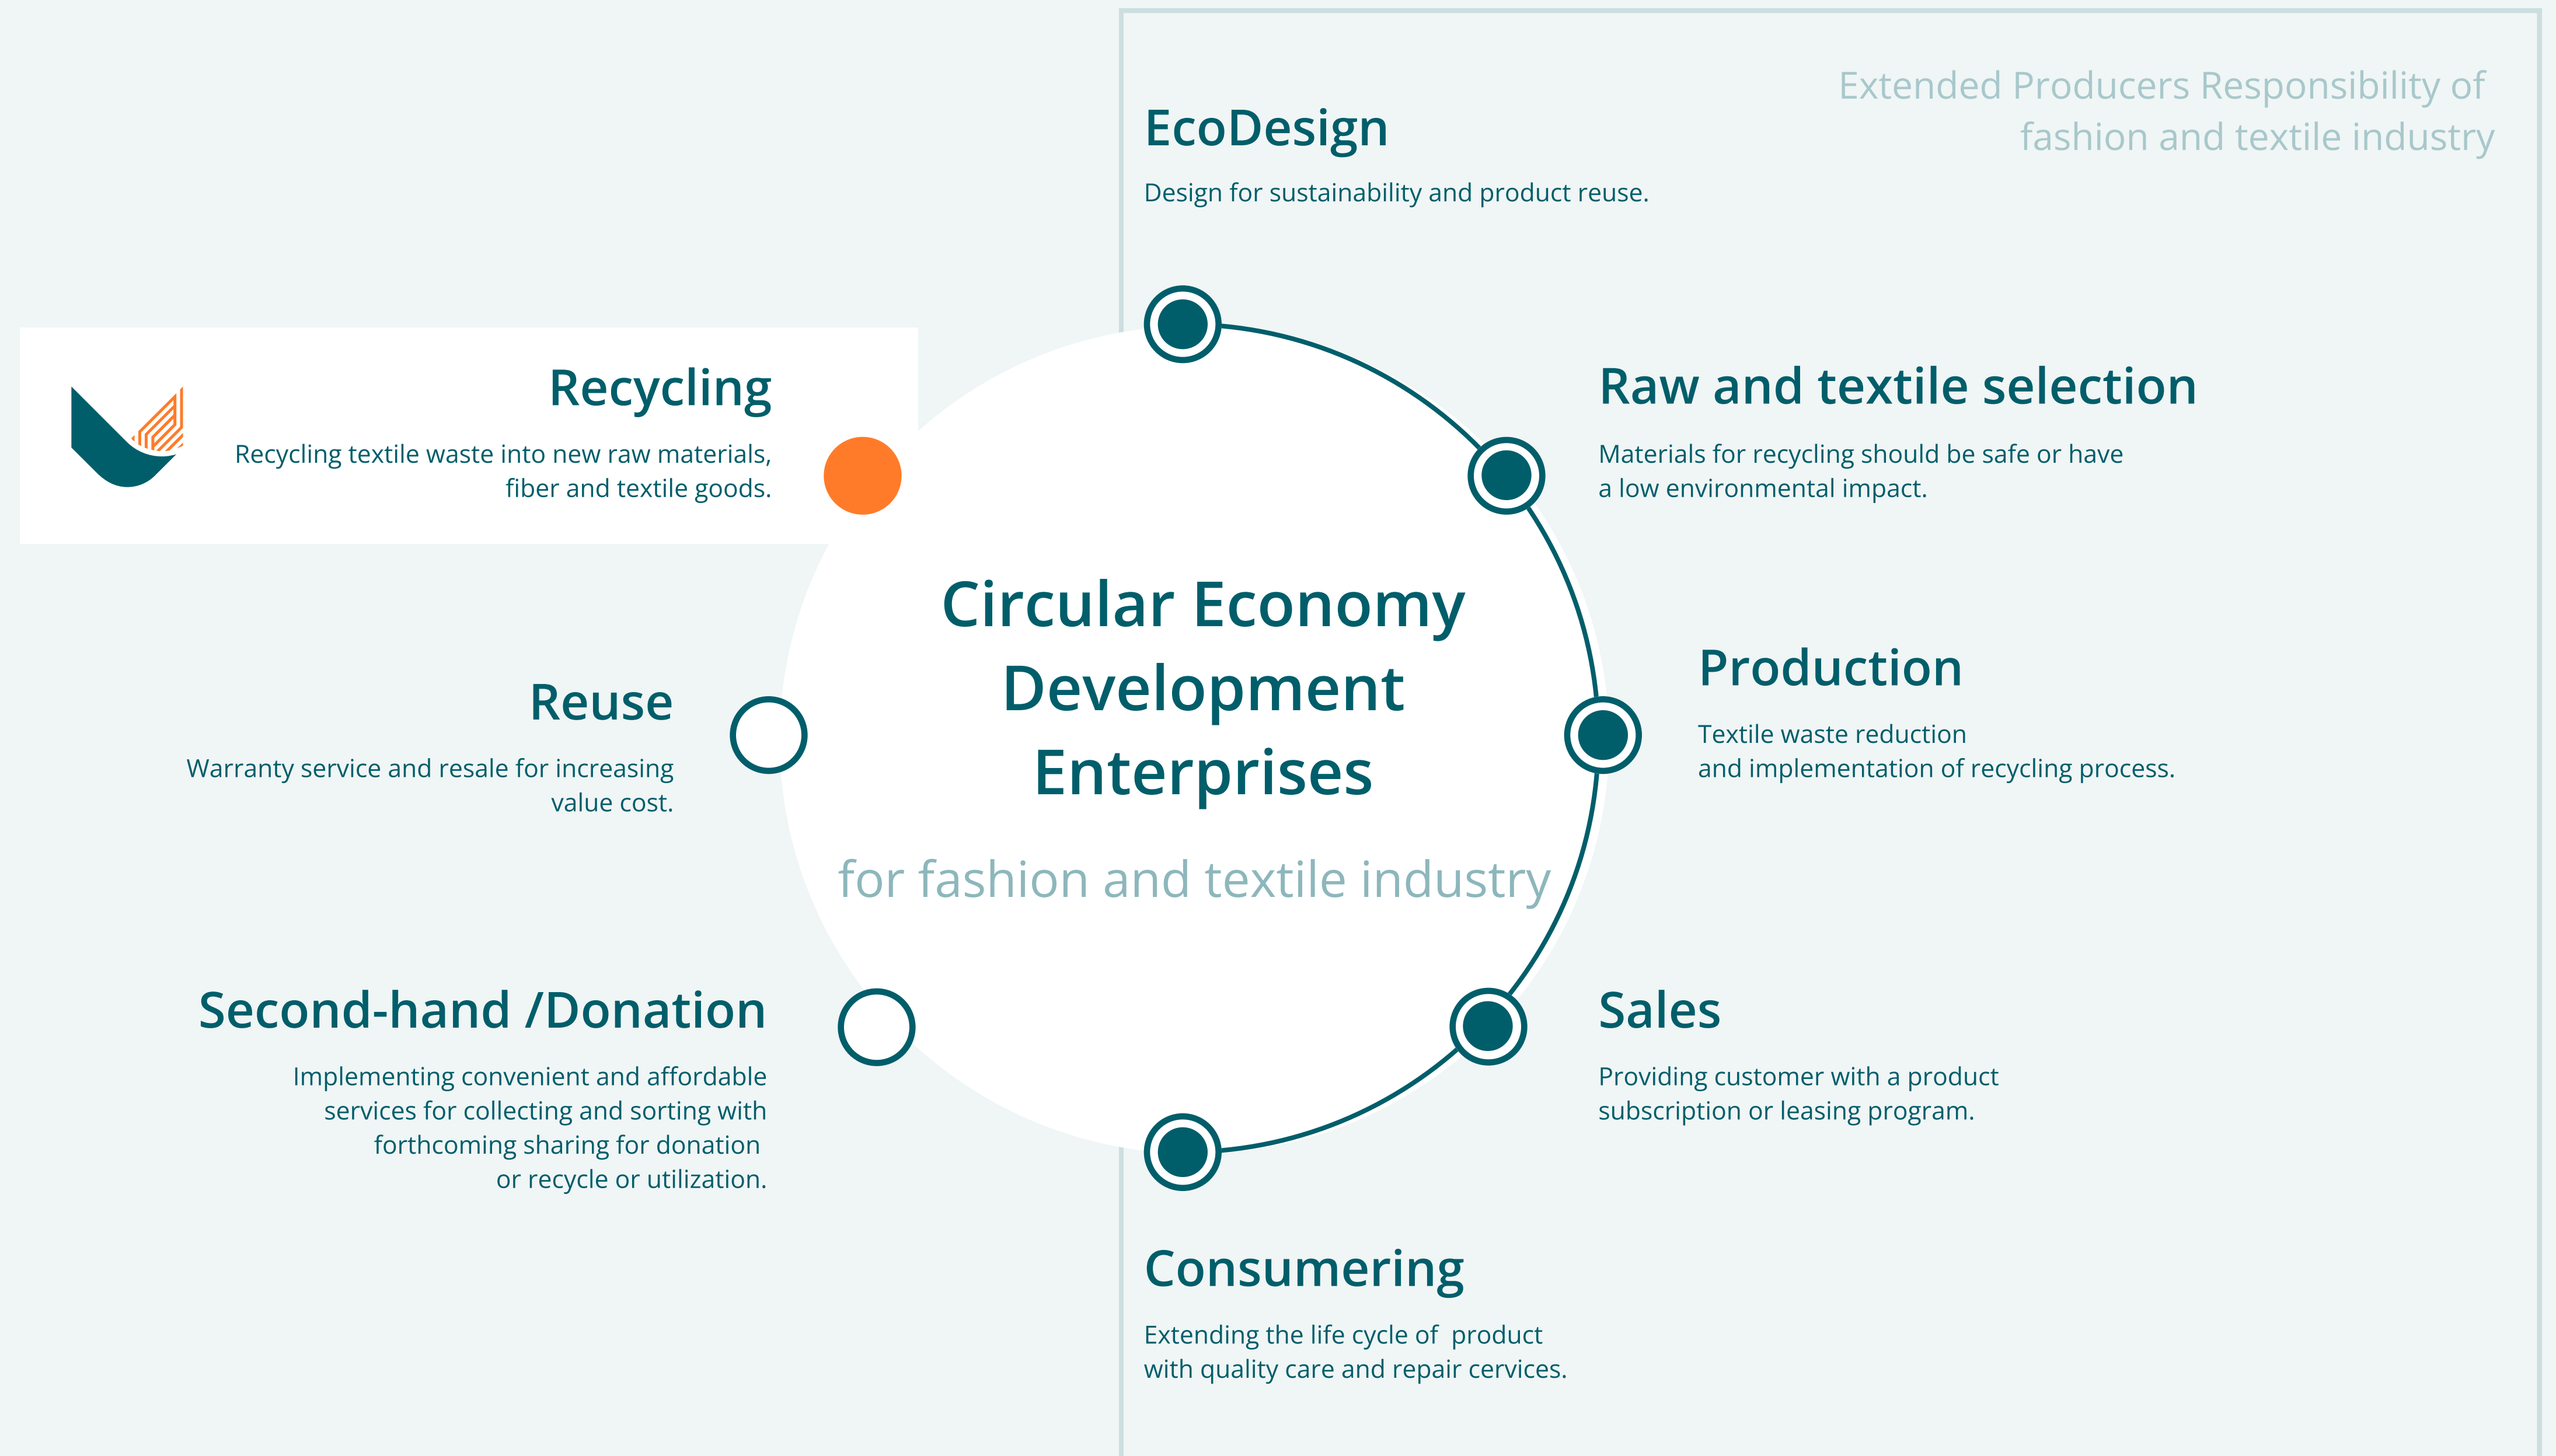 Extended Producers Responsibility of
fashion and textile industry
EcoDesign
Design for sustainability and product reuse.
Raw and textile selection
Materials for recycling should be safe or have
a low environmental impact.
Production
Textile waste reduction
and implementation of recycling process.
Sales
Providing customer with a product
subscription or leasing program.
Consumering
Extending the life cycle of  product
with quality care and repair cervices.
Second-hand /Donation
Implementing convenient and affordable
services for collecting and sorting with
forthcoming sharing for donation
or recycle or utilization.
Reuse
Warranty service and resale for increasing
value cost.
Recycling
Recycling textile waste into new raw materials,
fiber and textile goods.
Circular Economy
Development
Enterprises
for fashion and textile industry